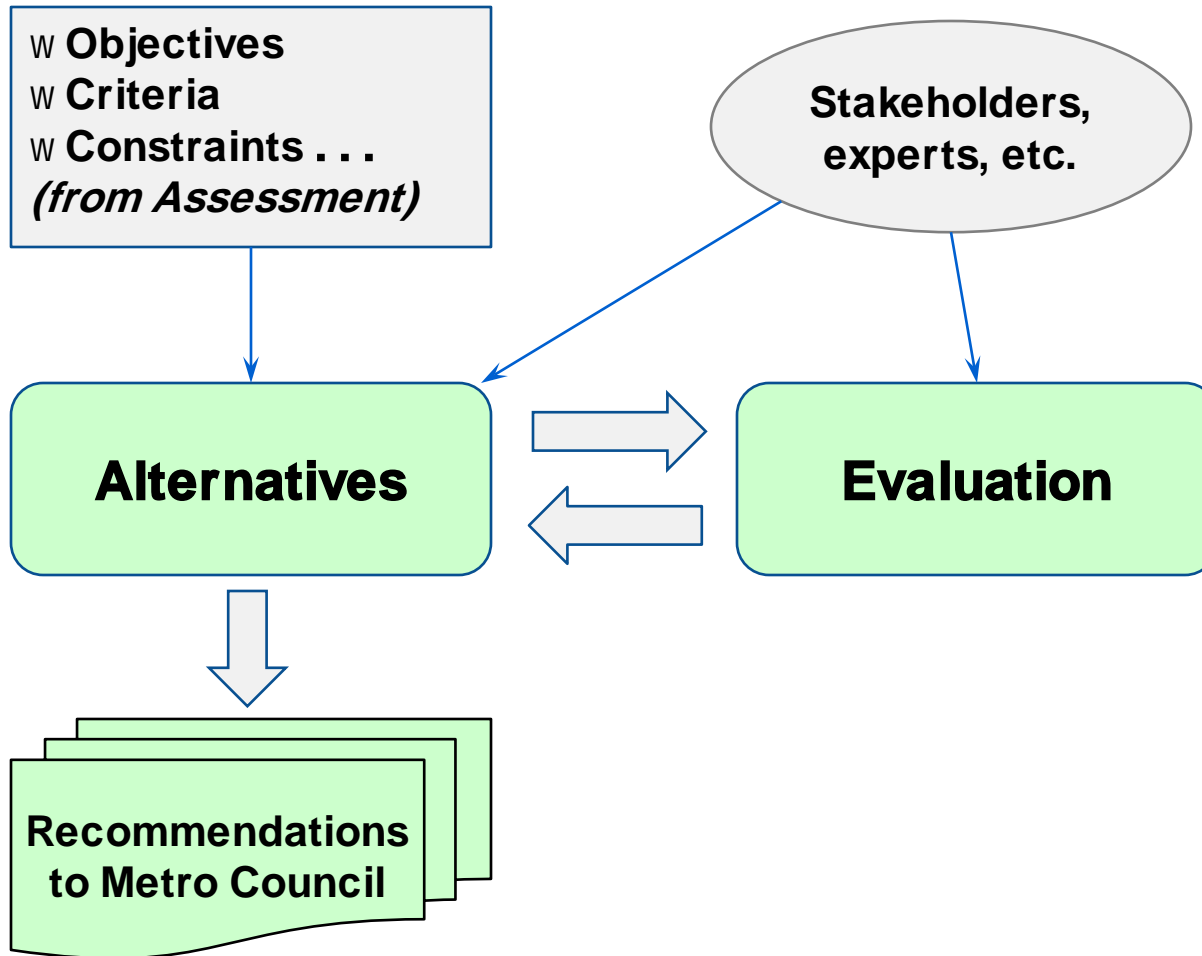 w Objectives
w Criteria
w Constraints . . .
(from Assessment)
Stakeholders,
experts, etc.
Alternatives
Evaluation
Recommendations
to Metro Council